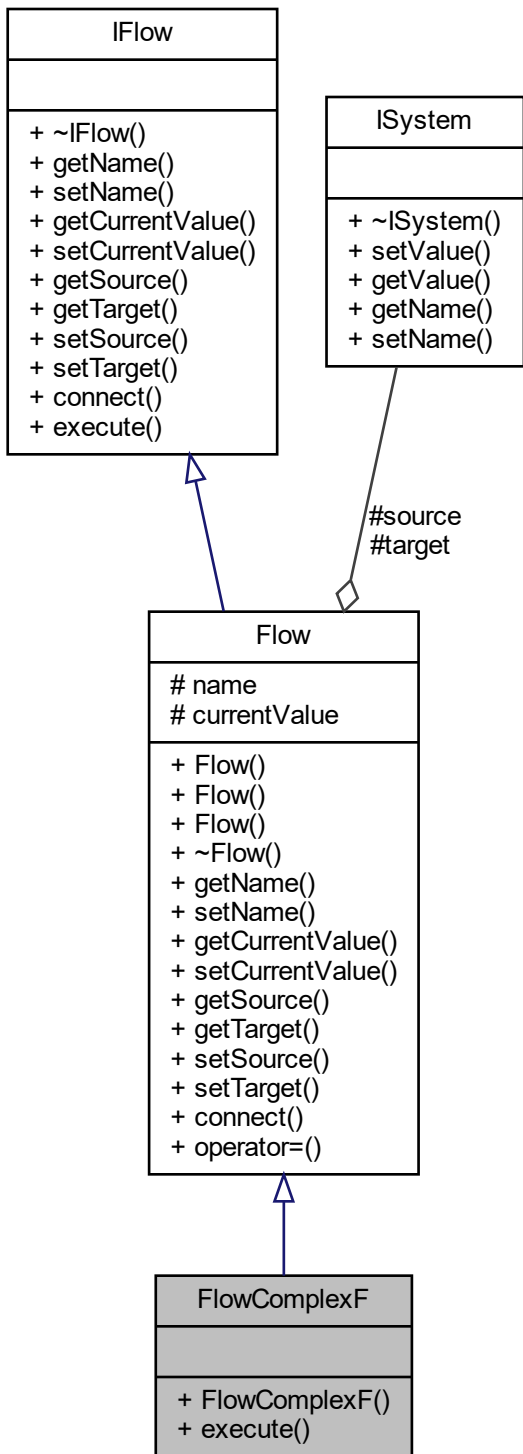 IFlow
+ ~IFlow()
+ getName()
+ setName()
+ getCurrentValue()
+ setCurrentValue()
+ getSource()
+ getTarget()
+ setSource()
+ setTarget()
+ connect()
+ execute()
ISystem
+ ~ISystem()
+ setValue()
+ getValue()
+ getName()
+ setName()
#source
#target
Flow
# name
# currentValue
+ Flow()
+ Flow()
+ Flow()
+ ~Flow()
+ getName()
+ setName()
+ getCurrentValue()
+ setCurrentValue()
+ getSource()
+ getTarget()
+ setSource()
+ setTarget()
+ connect()
+ operator=()
FlowComplexF
+ FlowComplexF()
+ execute()